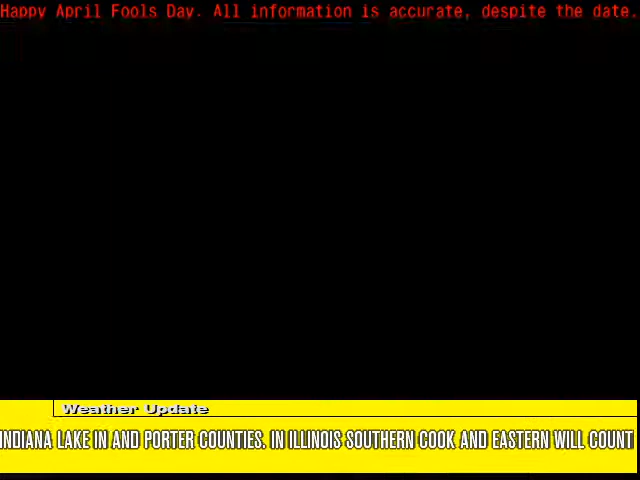 Happy April Fools Day. All information is accurate, despite the date.
Weather Update
INDIANA LAKE IN AND PORTER COUNTIES. IN ILLINOIS SOUTHERN COOK AND EASTERN WILL COUNT